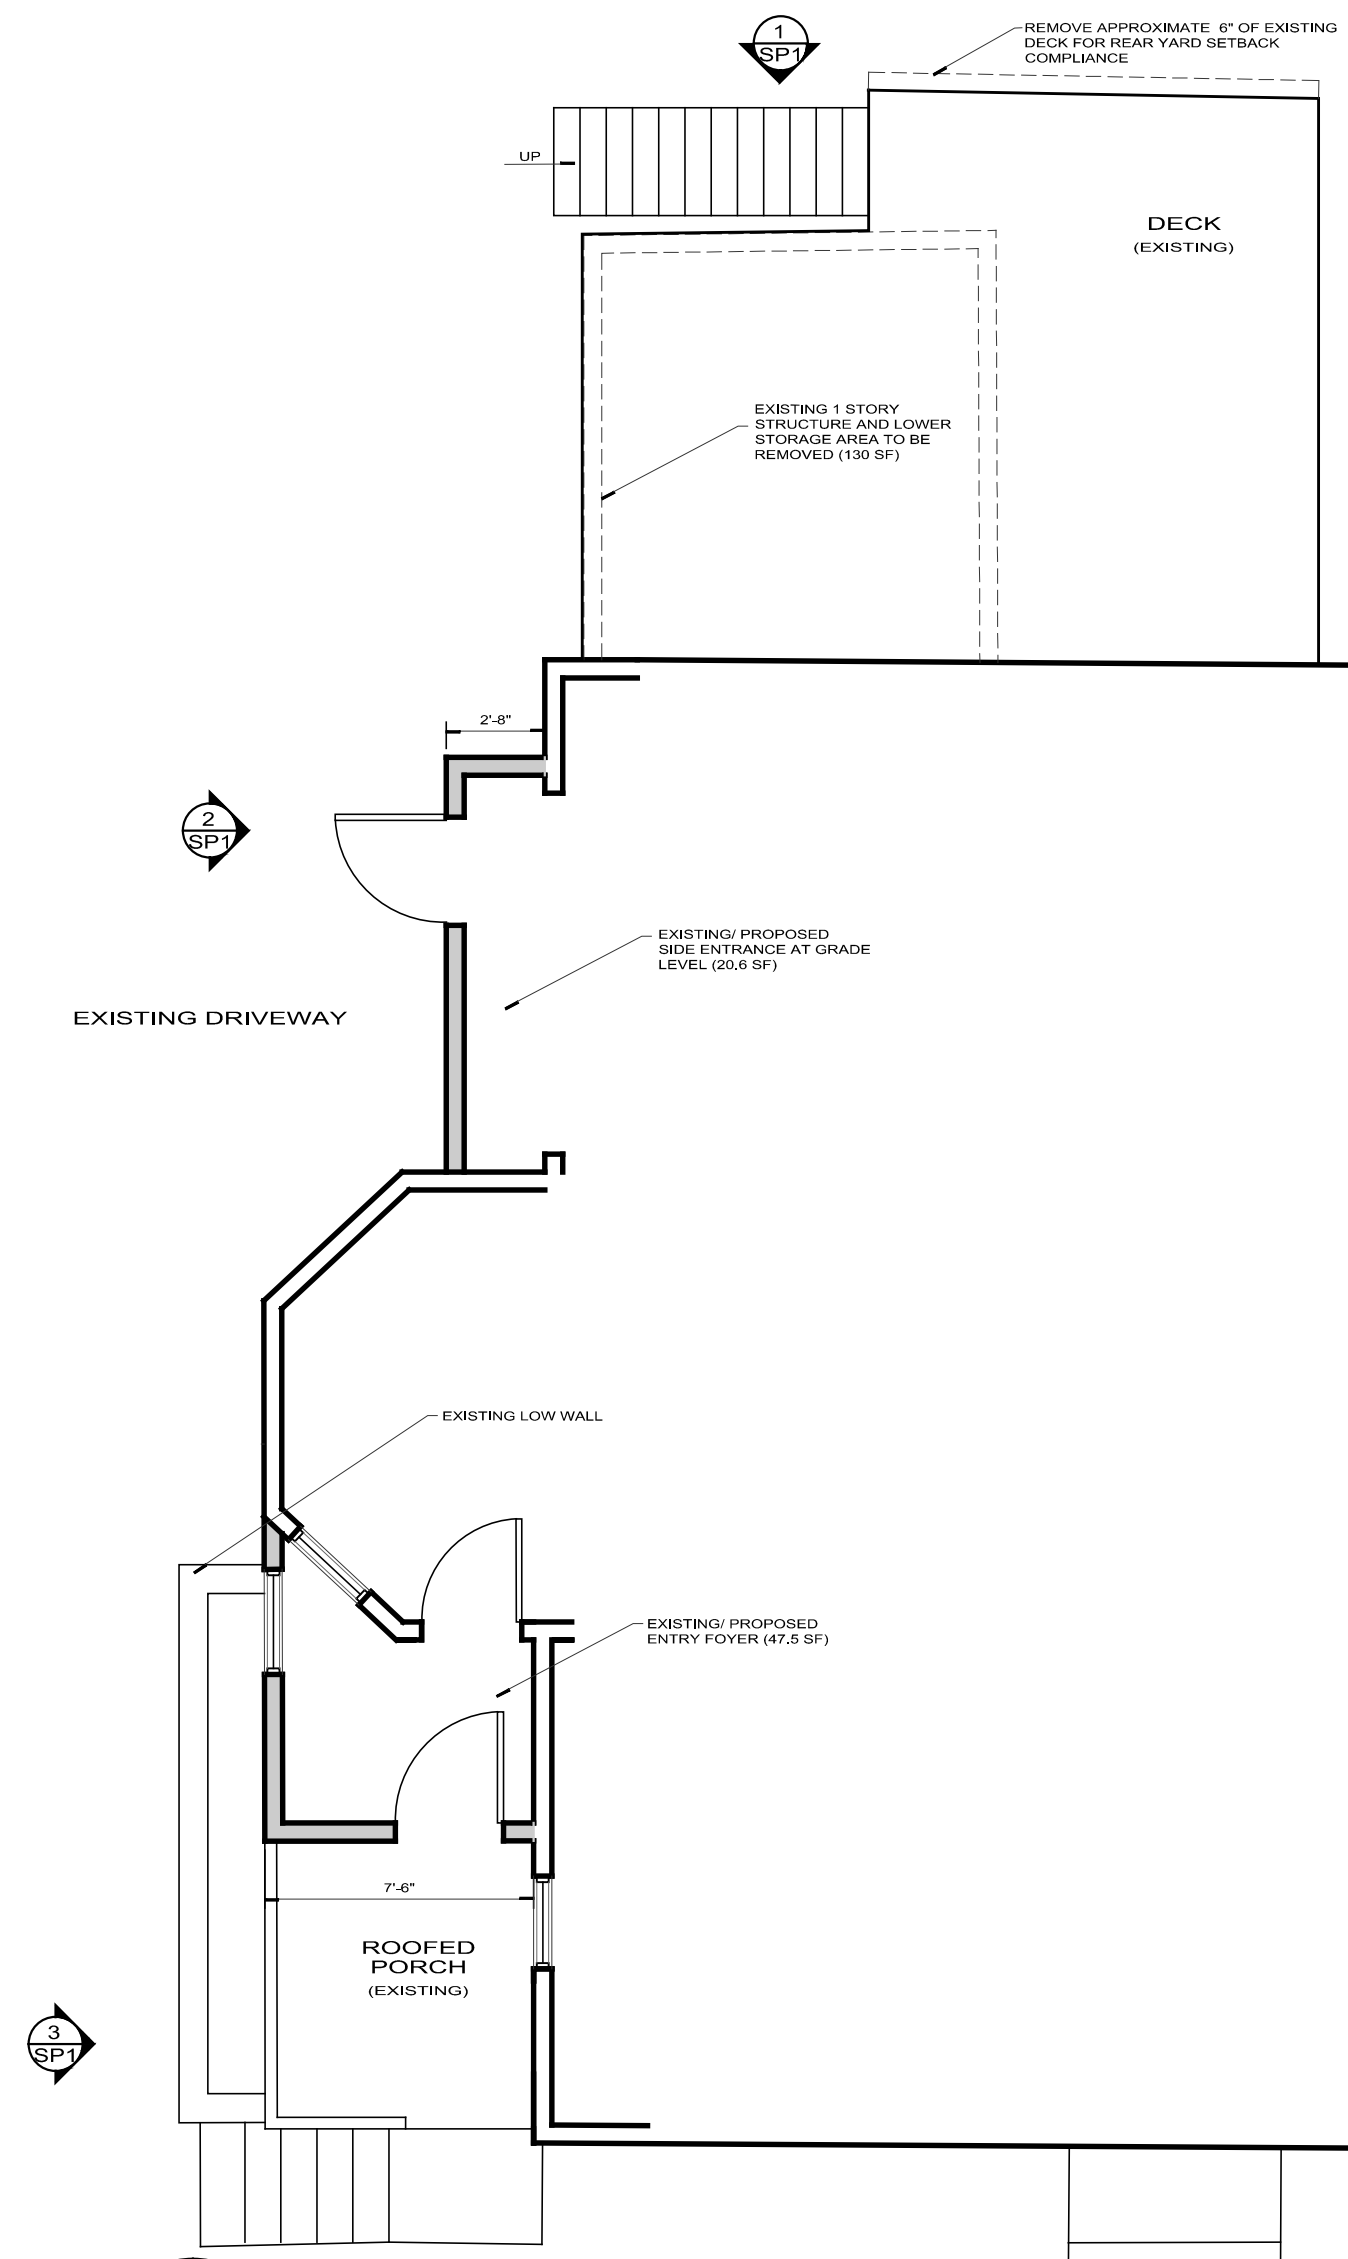 1
SP1
REMOVE APPROXIMATE 6" OF EXISTING
DECK FOR REAR YARD SETBACK
COMPLIANCE
UP
DECK
(EXISTING)
EXISTING 1 STORY
STRUCTURE AND LOWER
STORAGE AREA TO BE
REMOVED (130 SF)
2'-8"
2
SP1
EXISTING/ PROPOSED
SIDE ENTRANCE AT GRADE
LEVEL (20.6 SF)
EXISTING DRIVEWAY
EXISTING LOW WALL
EXISTING/ PROPOSED
ENTRY FOYER (47.5 SF)
7'-6"
ROOFED
PORCH
(EXISTING)
3
SP1